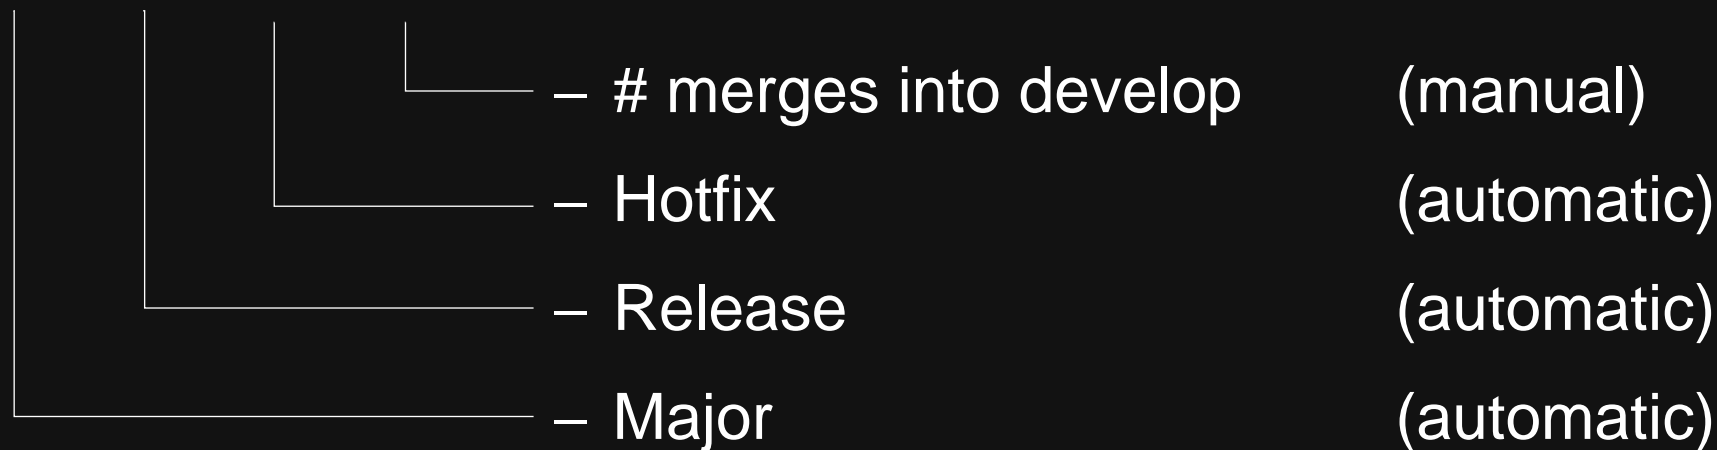 – # merges into develop (manual)
– Hotfix (automatic)
– Release (automatic)
– Major (automatic)